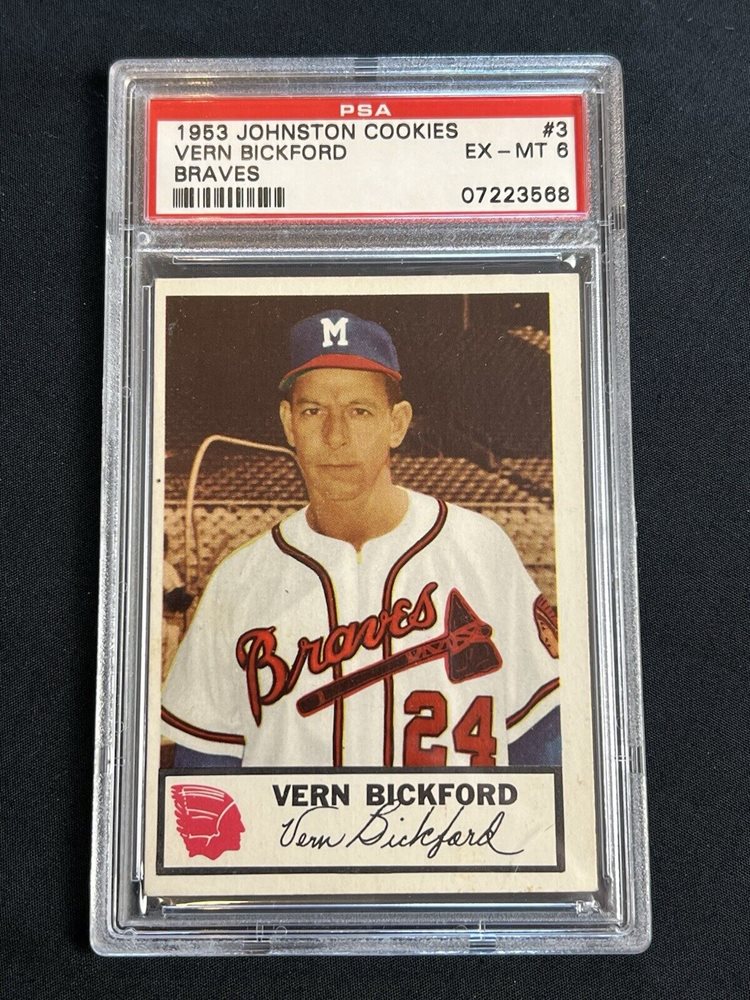 PSA
1953 JOHNSTON COOKIES #3
VERN BICKFORD EX - MT 6
BRAVES
07223568
M
Braves
24
VERN BICKFORD
Vern Bickford